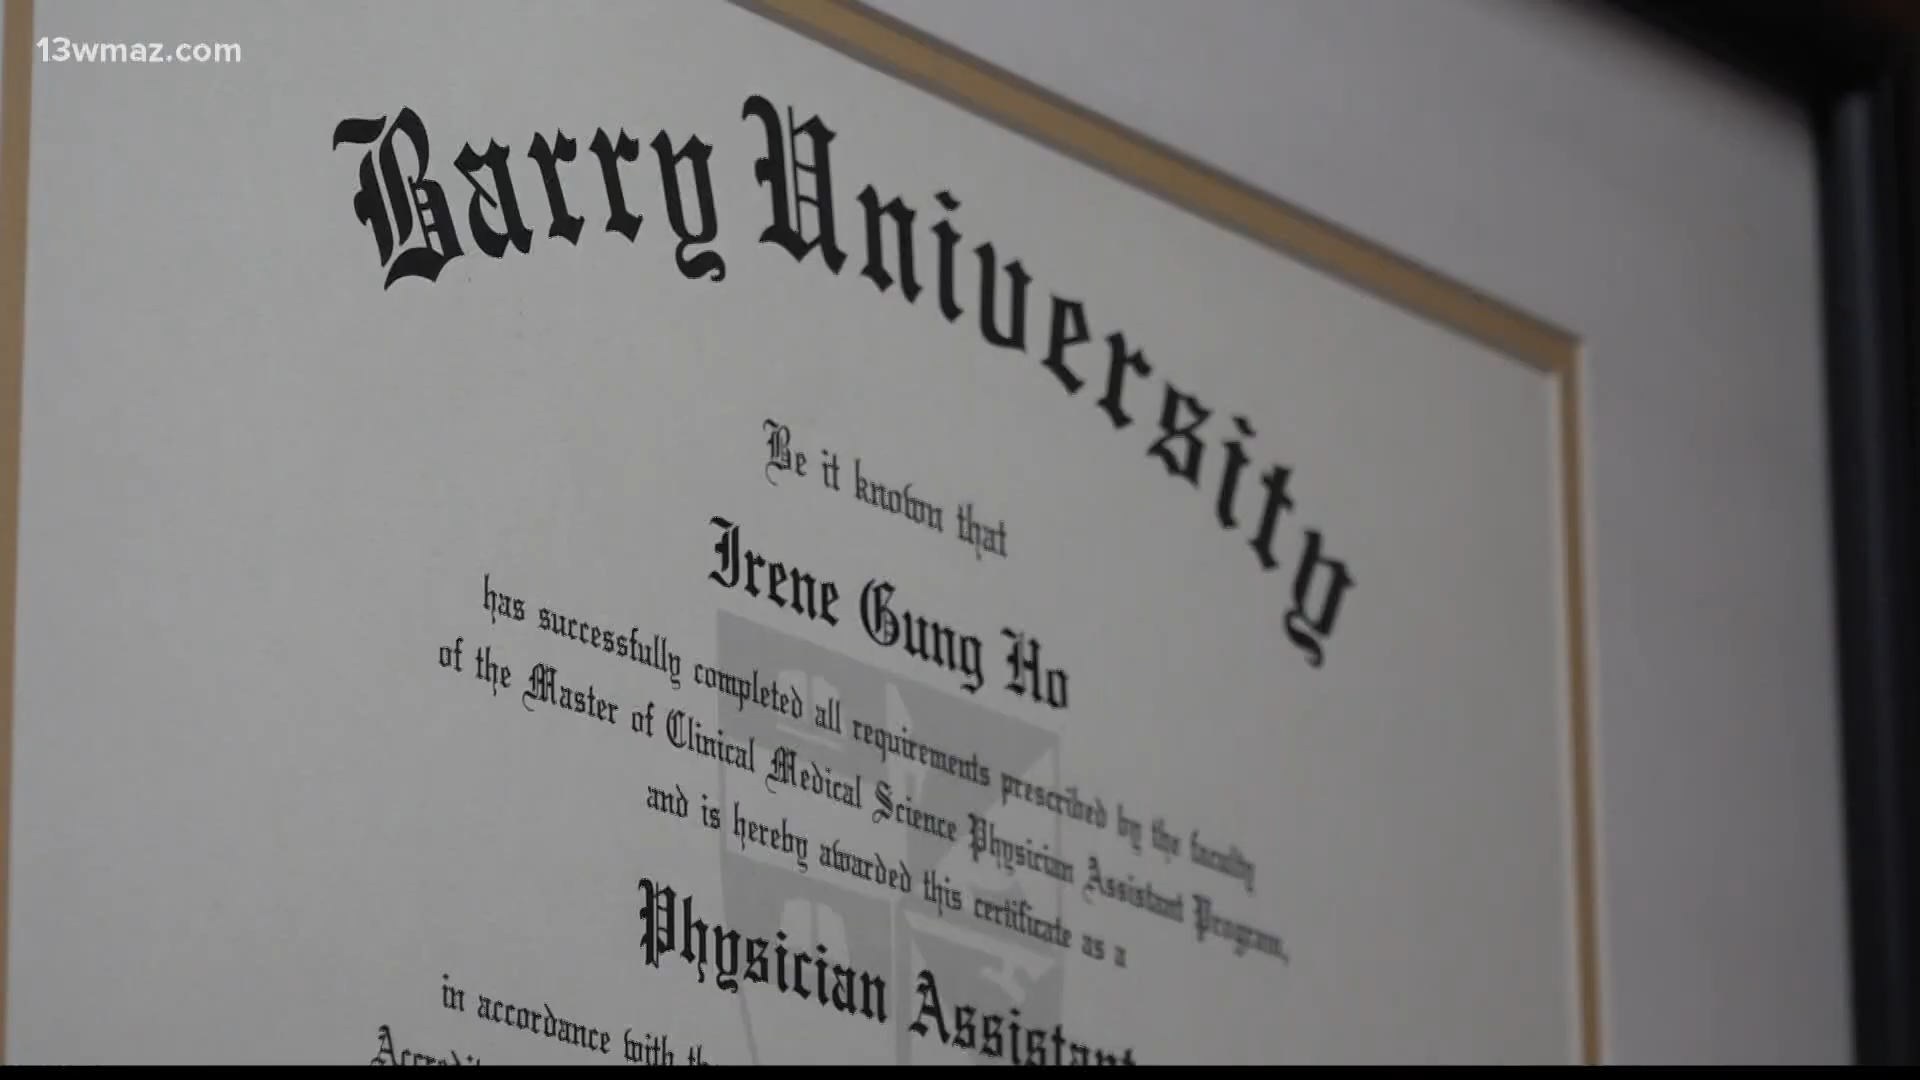 13wmaz.com
Barry University
Be it known that
Irene Gung Ho
has successfully completed all requirements prescribed by the faculty
of the Master of Clinical Medical Science Physician Assistant Program,
and is hereby awarded this certificate as a
Physician Assistant
in accordance with